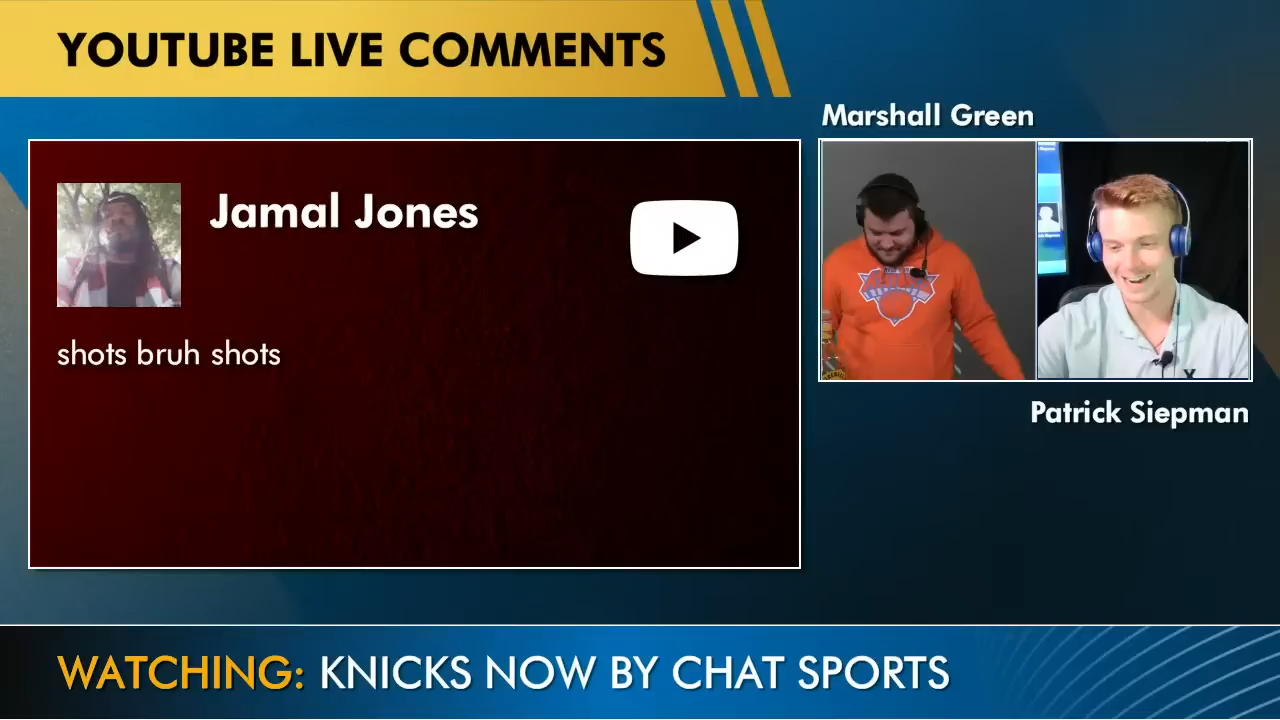 YOUTUBE LIVE COMMENTS
Marshall Green
Jamal Jones
shots bruh shots
Patrick Siepman
WATCHING: KNICKS NOW BY CHAT SPORTS